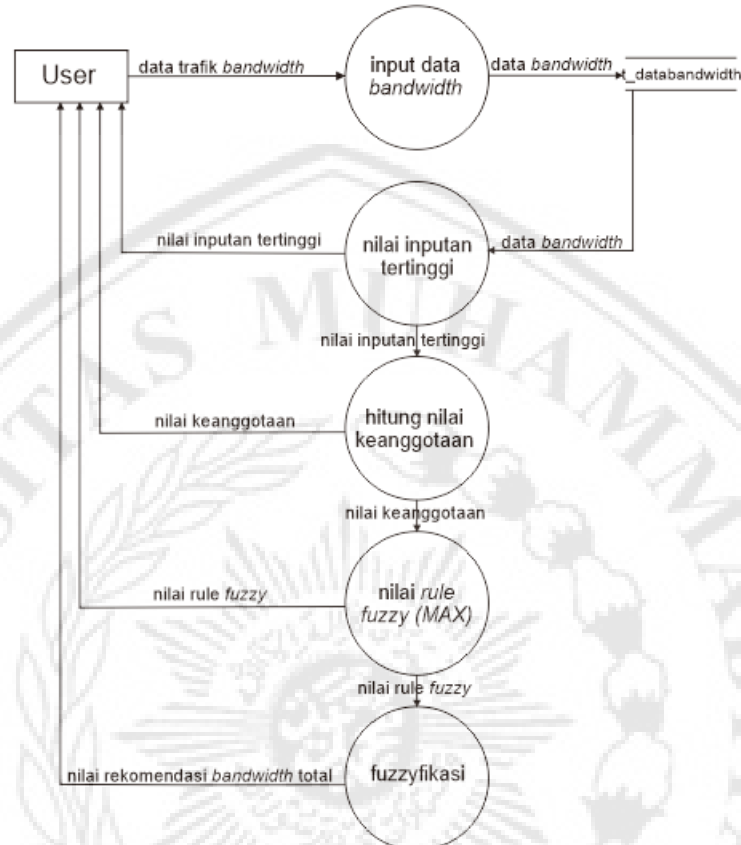 User
data trafik bandwidth
input data
bandwidth
data bandwidth
t_databandwidth
nilai inputan tertinggi
nilai inputan
tertinggi
data bandwidth
nilai inputan tertinggi
nilai keanggotaan
hitung nilai
keanggotaan
nilai keanggotaan
nilai rule fuzzy
nilai rule
fuzzy (MAX)
nilai rule fuzzy
nilai rekomendasi bandwidth total
fuzzyfikasi
ITAS MUHAMMAD